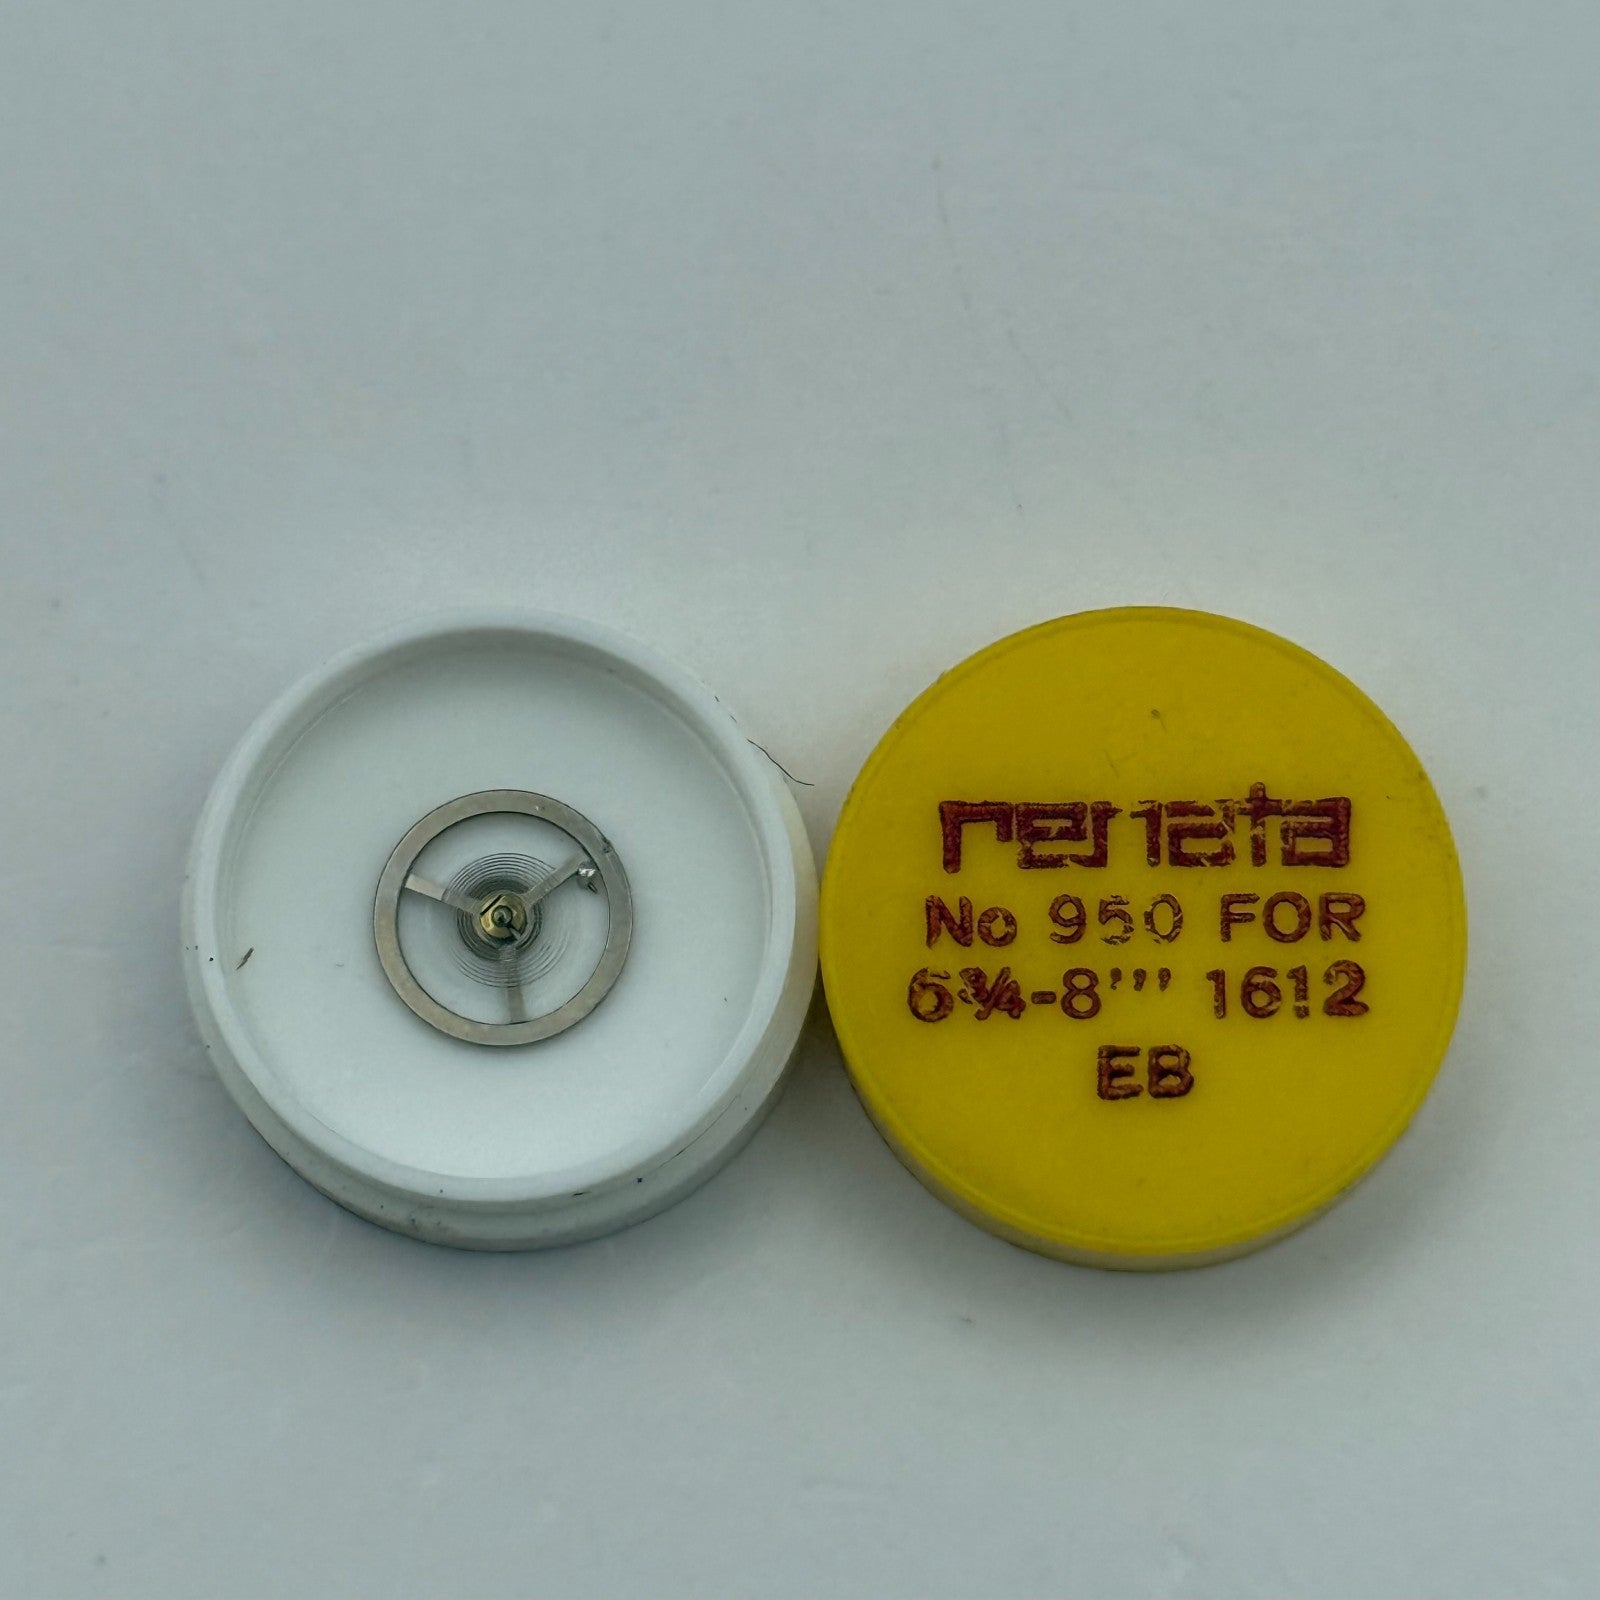 renata
No 950 FOR
6¾-8''' 1612
EB